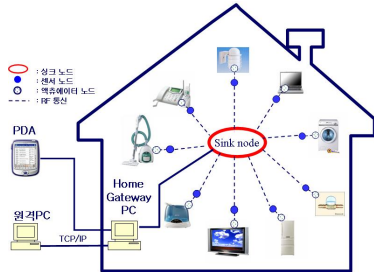 : 싱크 노드
: 센서 노드
: 액츄에이터 노드
: RF 통신
PDA
Sink node
Home
Gateway
PC
원격PC
TCP/IP